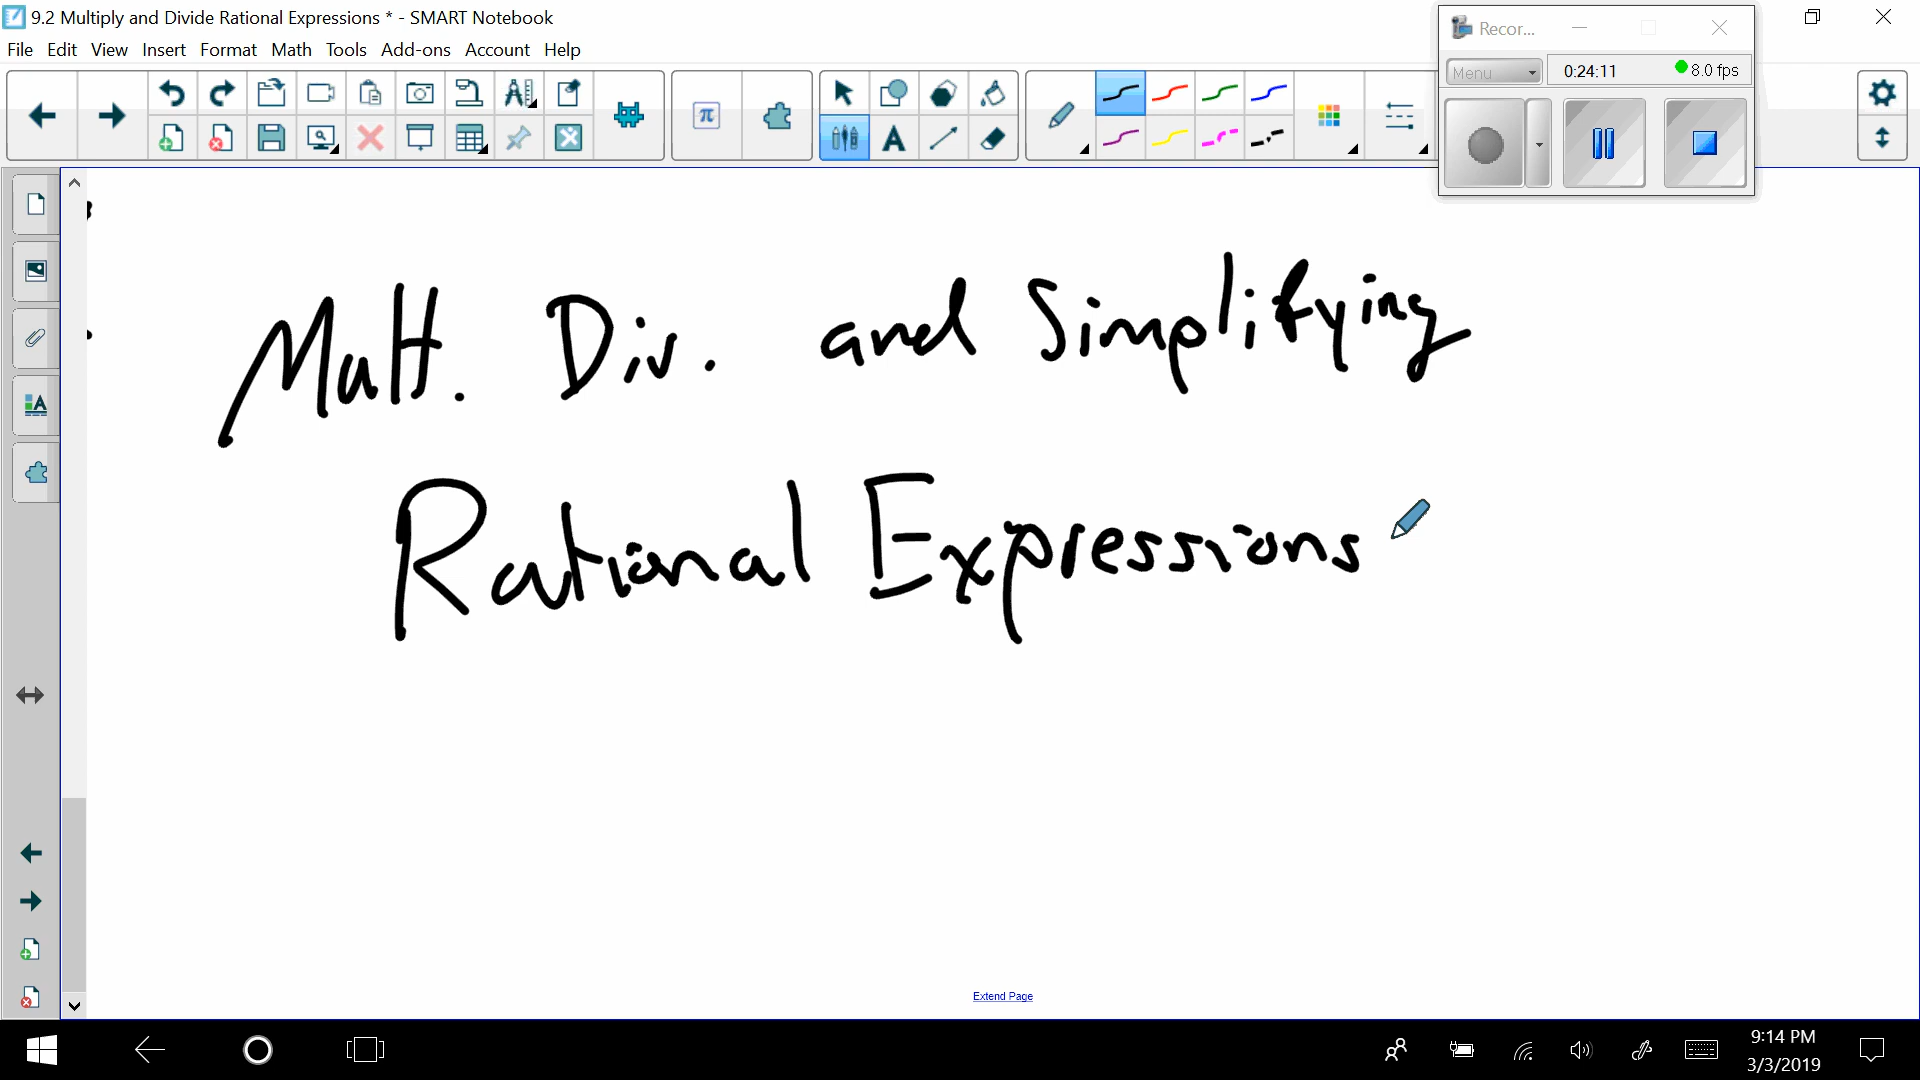 9.2 Multiply and Divide Rational Expressions * - SMART Notebook
File Edit View Insert Format Math Tools Add-ons Account Help
Recor...
Menu 0:24:11 8.0 fps
Mult. Div. and Simplifying
Rational Expressions
Extend Page
9:14 PM
3/3/2019